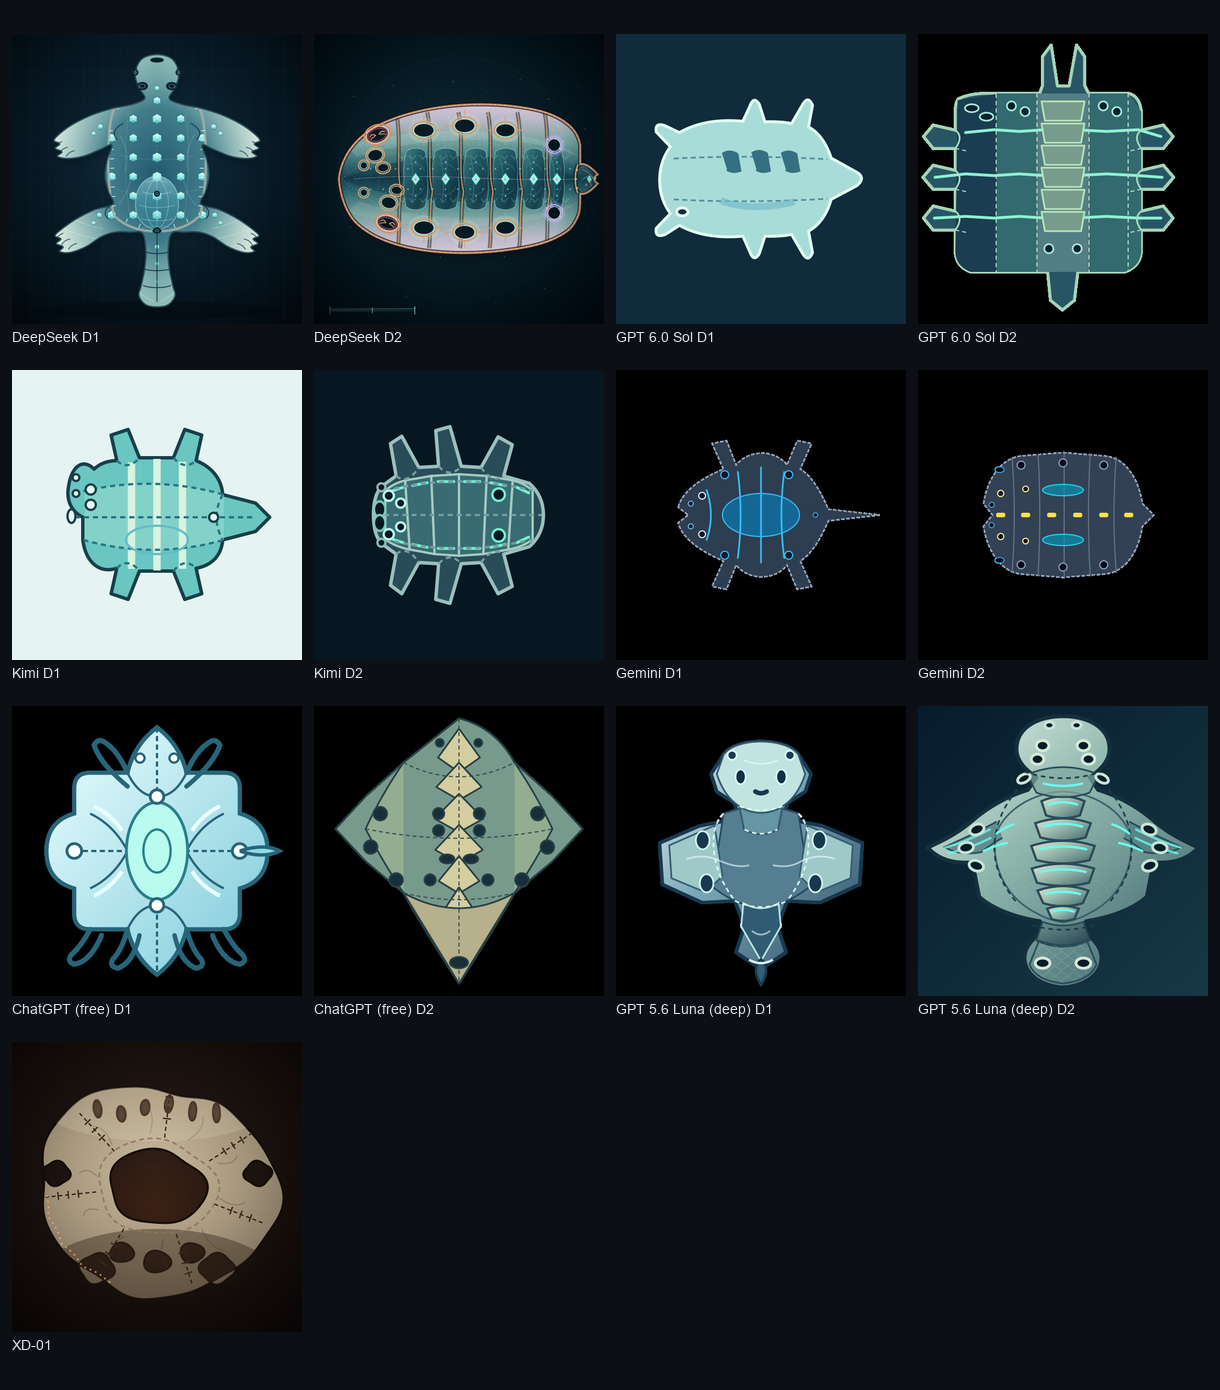 DeepSeek D1
DeepSeek D2
GPT 6.0 Sol D1
GPT 6.0 Sol D2
Kimi D1
Kimi D2
Gemini D1
Gemini D2
ChatGPT (free) D1
ChatGPT (free) D2
GPT 5.6 Luna (deep) D1
GPT 5.6 Luna (deep) D2
XD-01